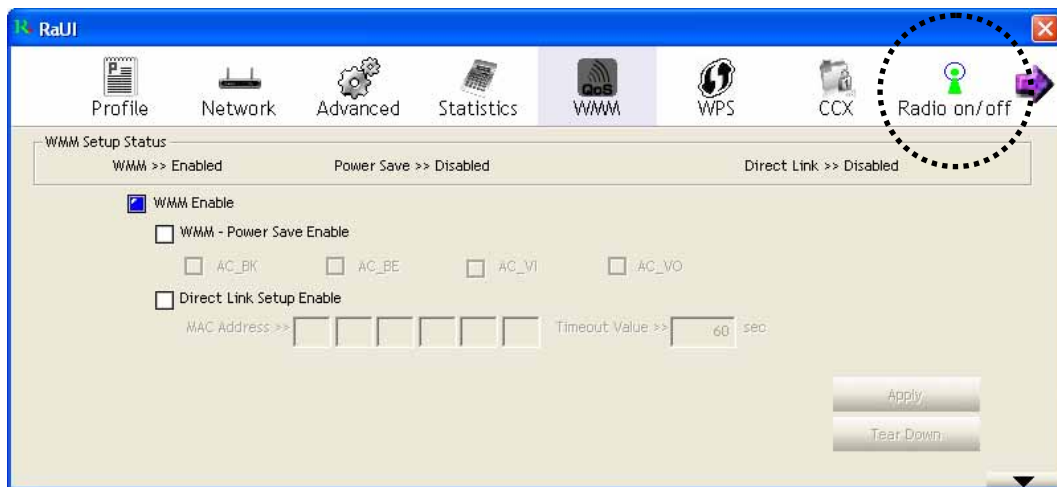 RaUI
Profile Network Advanced Statistics QoS WMM WPS CCX Radio on/off
WMM Setup Status
WMM >> Enabled Power Save >> Disabled Direct Link >> Disabled
WMM Enable
WMM - Power Save Enable
AC_BK AC_BE AC_VI AC_VO
Direct Link Setup Enable
MAC Address >> Timeout Value >> 60 sec
Apply
Tear Down